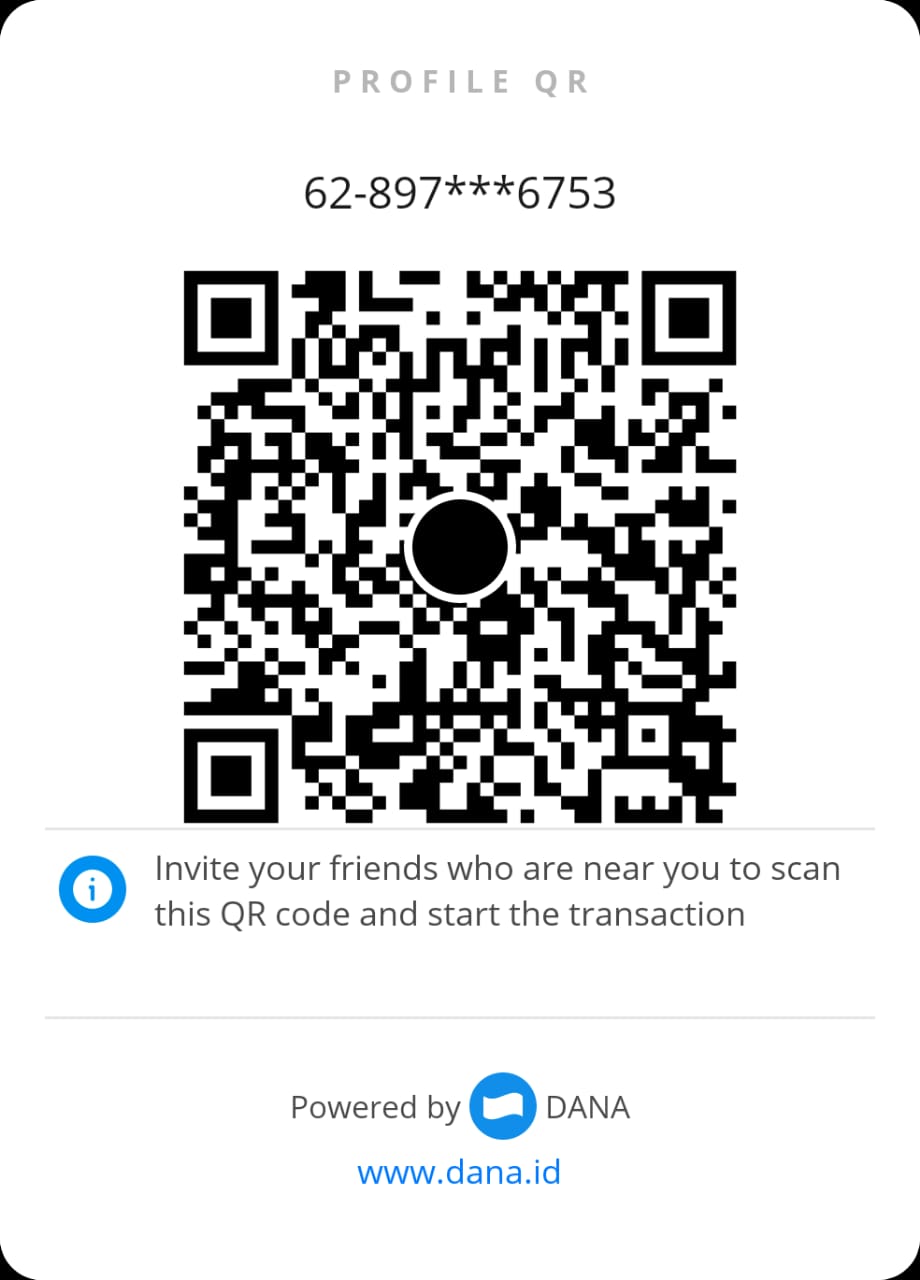 PROFILE QR
62-897***6753
Invite your friends who are near you to scan
this QR code and start the transaction
Powered by DANA
www.dana.id